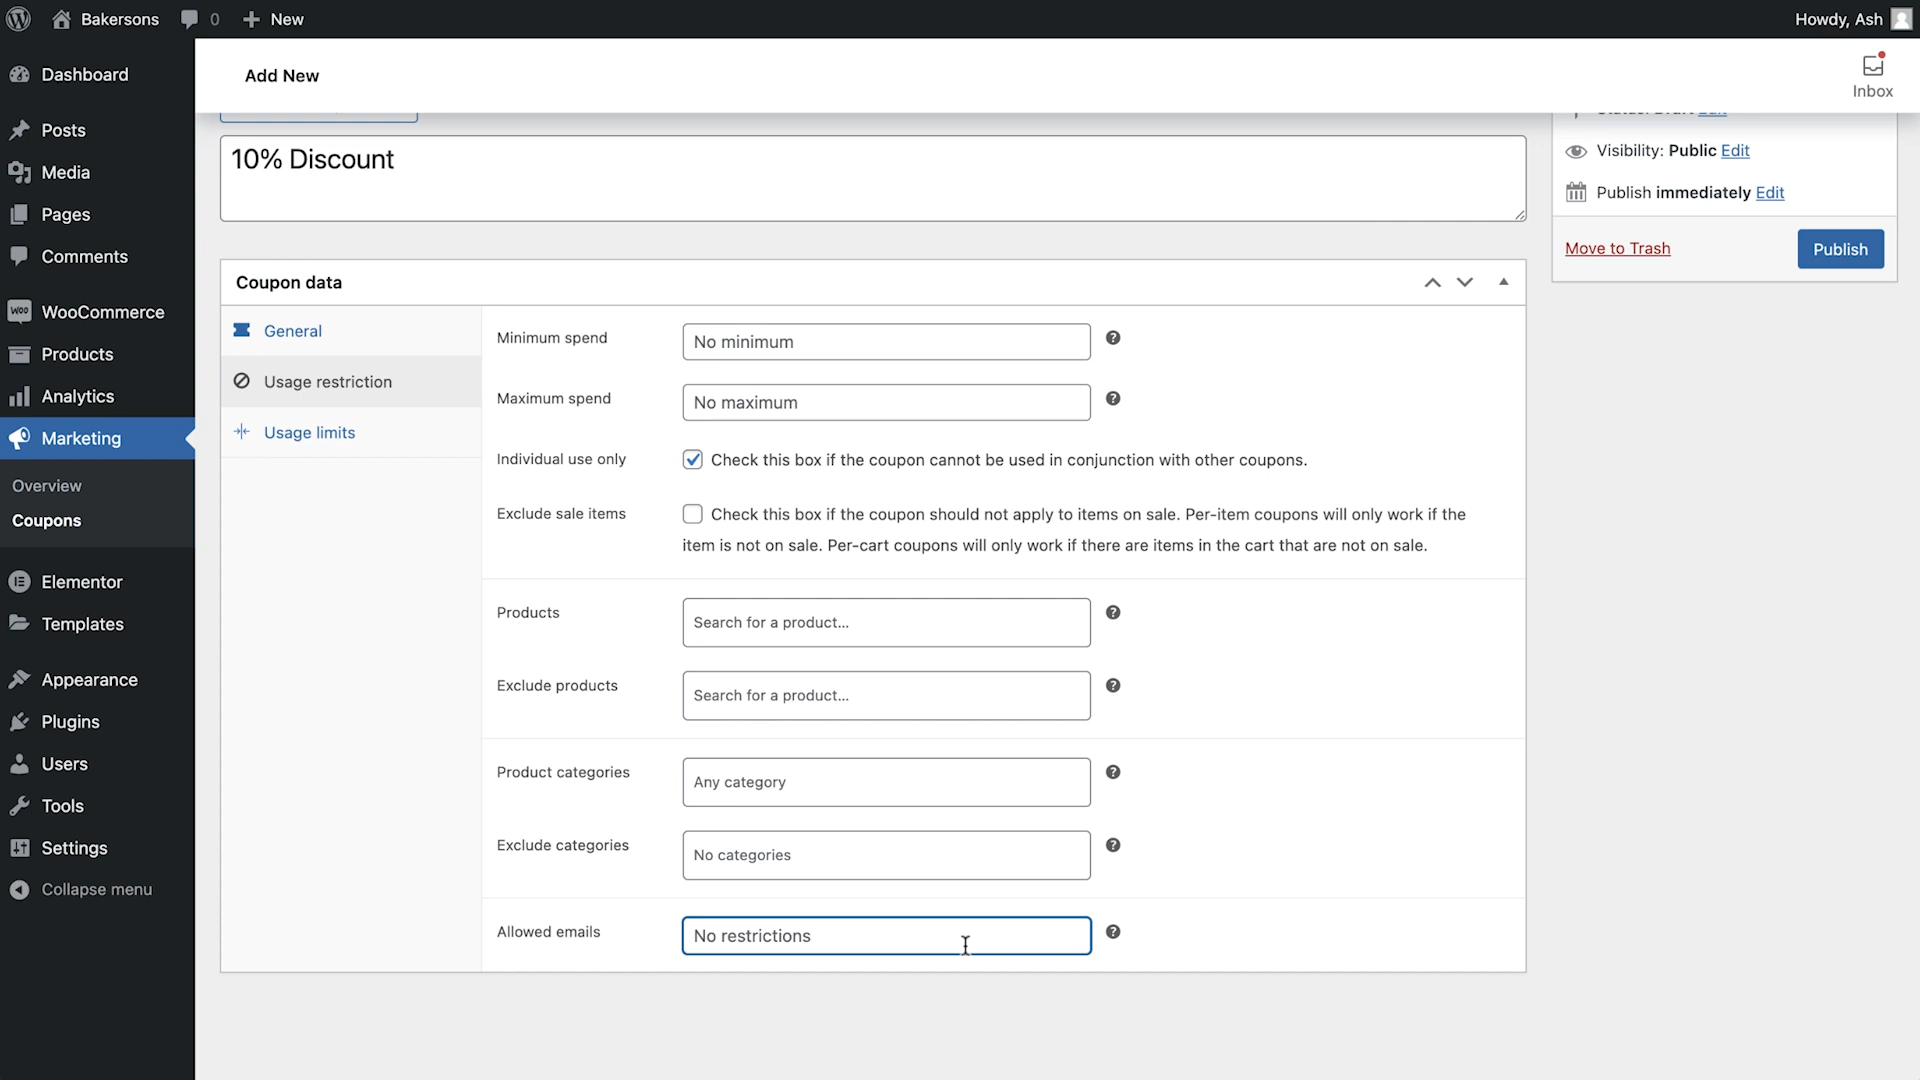 Bakersons
0
New
Howdy, Ash
Dashboard
Posts
Media
Pages
Comments
WOO
WooCommerce
Products
Analytics
Marketing
Overview
Coupons
Elementor
Templates
Appearance
Plugins
Users
Tools
Settings
Collapse menu
Add New
Inbox
10% Discount
Status: Draft Edit
Visibility: Public Edit
Publish immediately Edit
Move to Trash
Publish
Coupon data
General
Usage restriction
Usage limits
Minimum spend
No minimum
Maximum spend
No maximum
Individual use only
Check this box if the coupon cannot be used in conjunction with other coupons.
Exclude sale items
Check this box if the coupon should not apply to items on sale. Per-item coupons will only work if the
item is not on sale. Per-cart coupons will only work if there are items in the cart that are not on sale.
Products
Search for a product...
Exclude products
Search for a product...
Product categories
Any category
Exclude categories
No categories
Allowed emails
No restrictions